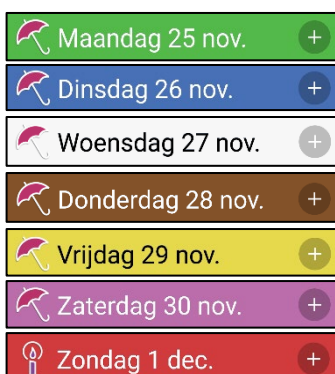 Maandag 25 nov.
Dinsdag 26 nov.
Woensdag 27 nov.
Donderdag 28 nov.
Vrijdag 29 nov.
Zaterdag 30 nov.
Zondag 1 dec.